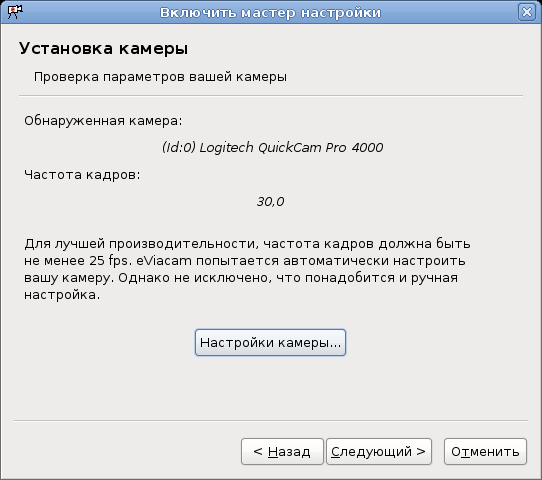 Включить мастер настройки
Установка камеры
Проверка параметров вашей камеры
Обнаруженная камера:
(Id:0) Logitech QuickCam Pro 4000
Частота кадров:
30,0
Для лучшей производительности, частота кадров должна быть
не менее 25 fps. eViacam попытается автоматически настроить
вашу камеру. Однако не исключено, что понадобится и ручная
настройка.
Настройки камеры...
< Назад Следующий > Отменить